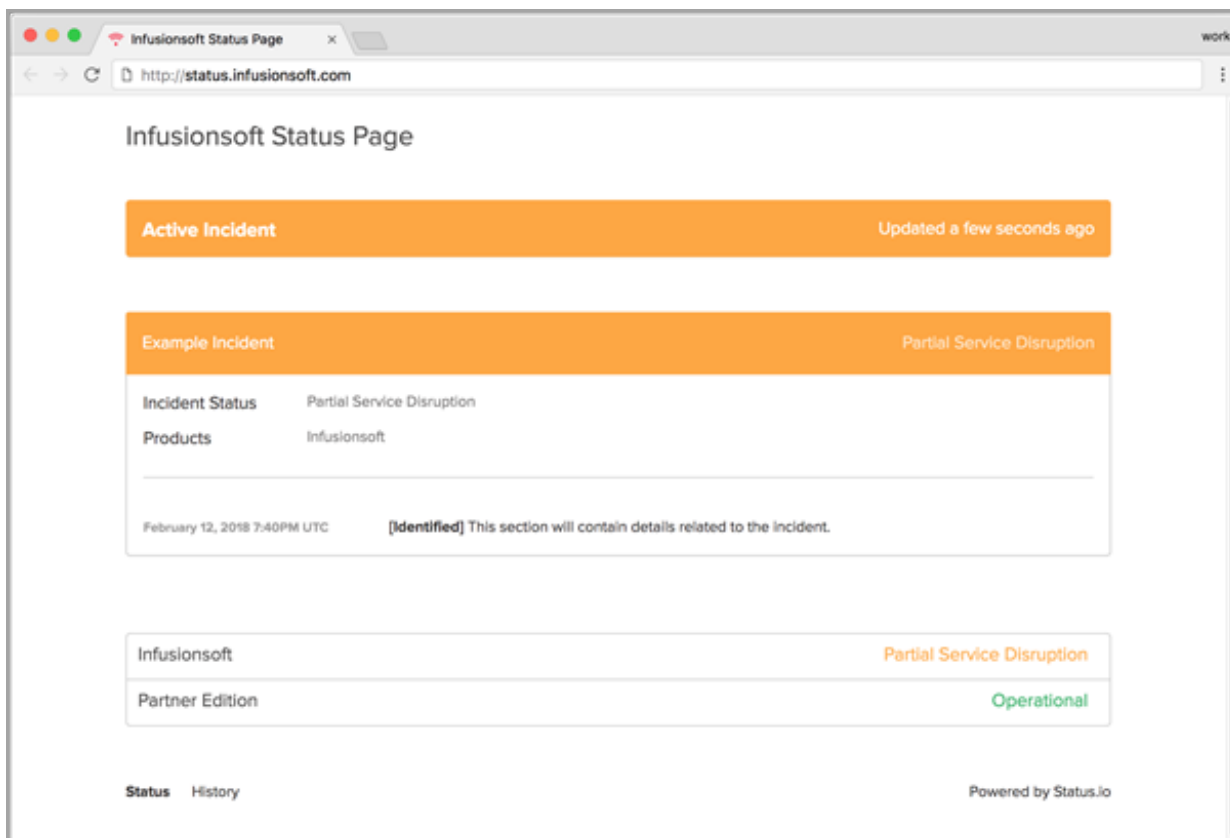 Infusionsoft Status Page
work
http://status.infusionsoft.com
Infusionsoft Status Page
Active Incident Updated a few seconds ago
Example Incident Partial Service Disruption
Incident Status Partial Service Disruption
Products Infusionsoft
February 12, 2018 7:40PM UTC [Identified] This section will contain details related to the incident.
Infusionsoft Partial Service Disruption
Partner Edition Operational
Status History Powered by Status.io